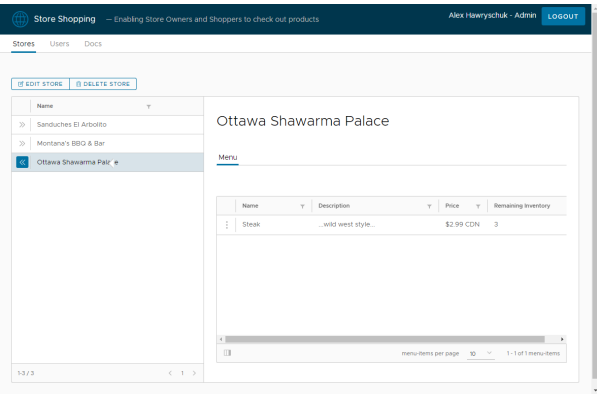 Store Shopping — Enabling Store Owners and Shoppers to check out products
Alex Hawryschuk - Admin LOGOUT
Stores Users Docs
EDIT STORE DELETE STORE
Name
Sanduches El Arbolito
Montana's BBQ & Bar
Ottawa Shawarma Palace
1-3 / 3 1
Ottawa Shawarma Palace
Menu
Name Description Price Remaining Inventory
Steak ...wild west style... $2.99 CDN 3
menu-items per page 10 1 - 1 of 1 menu-items